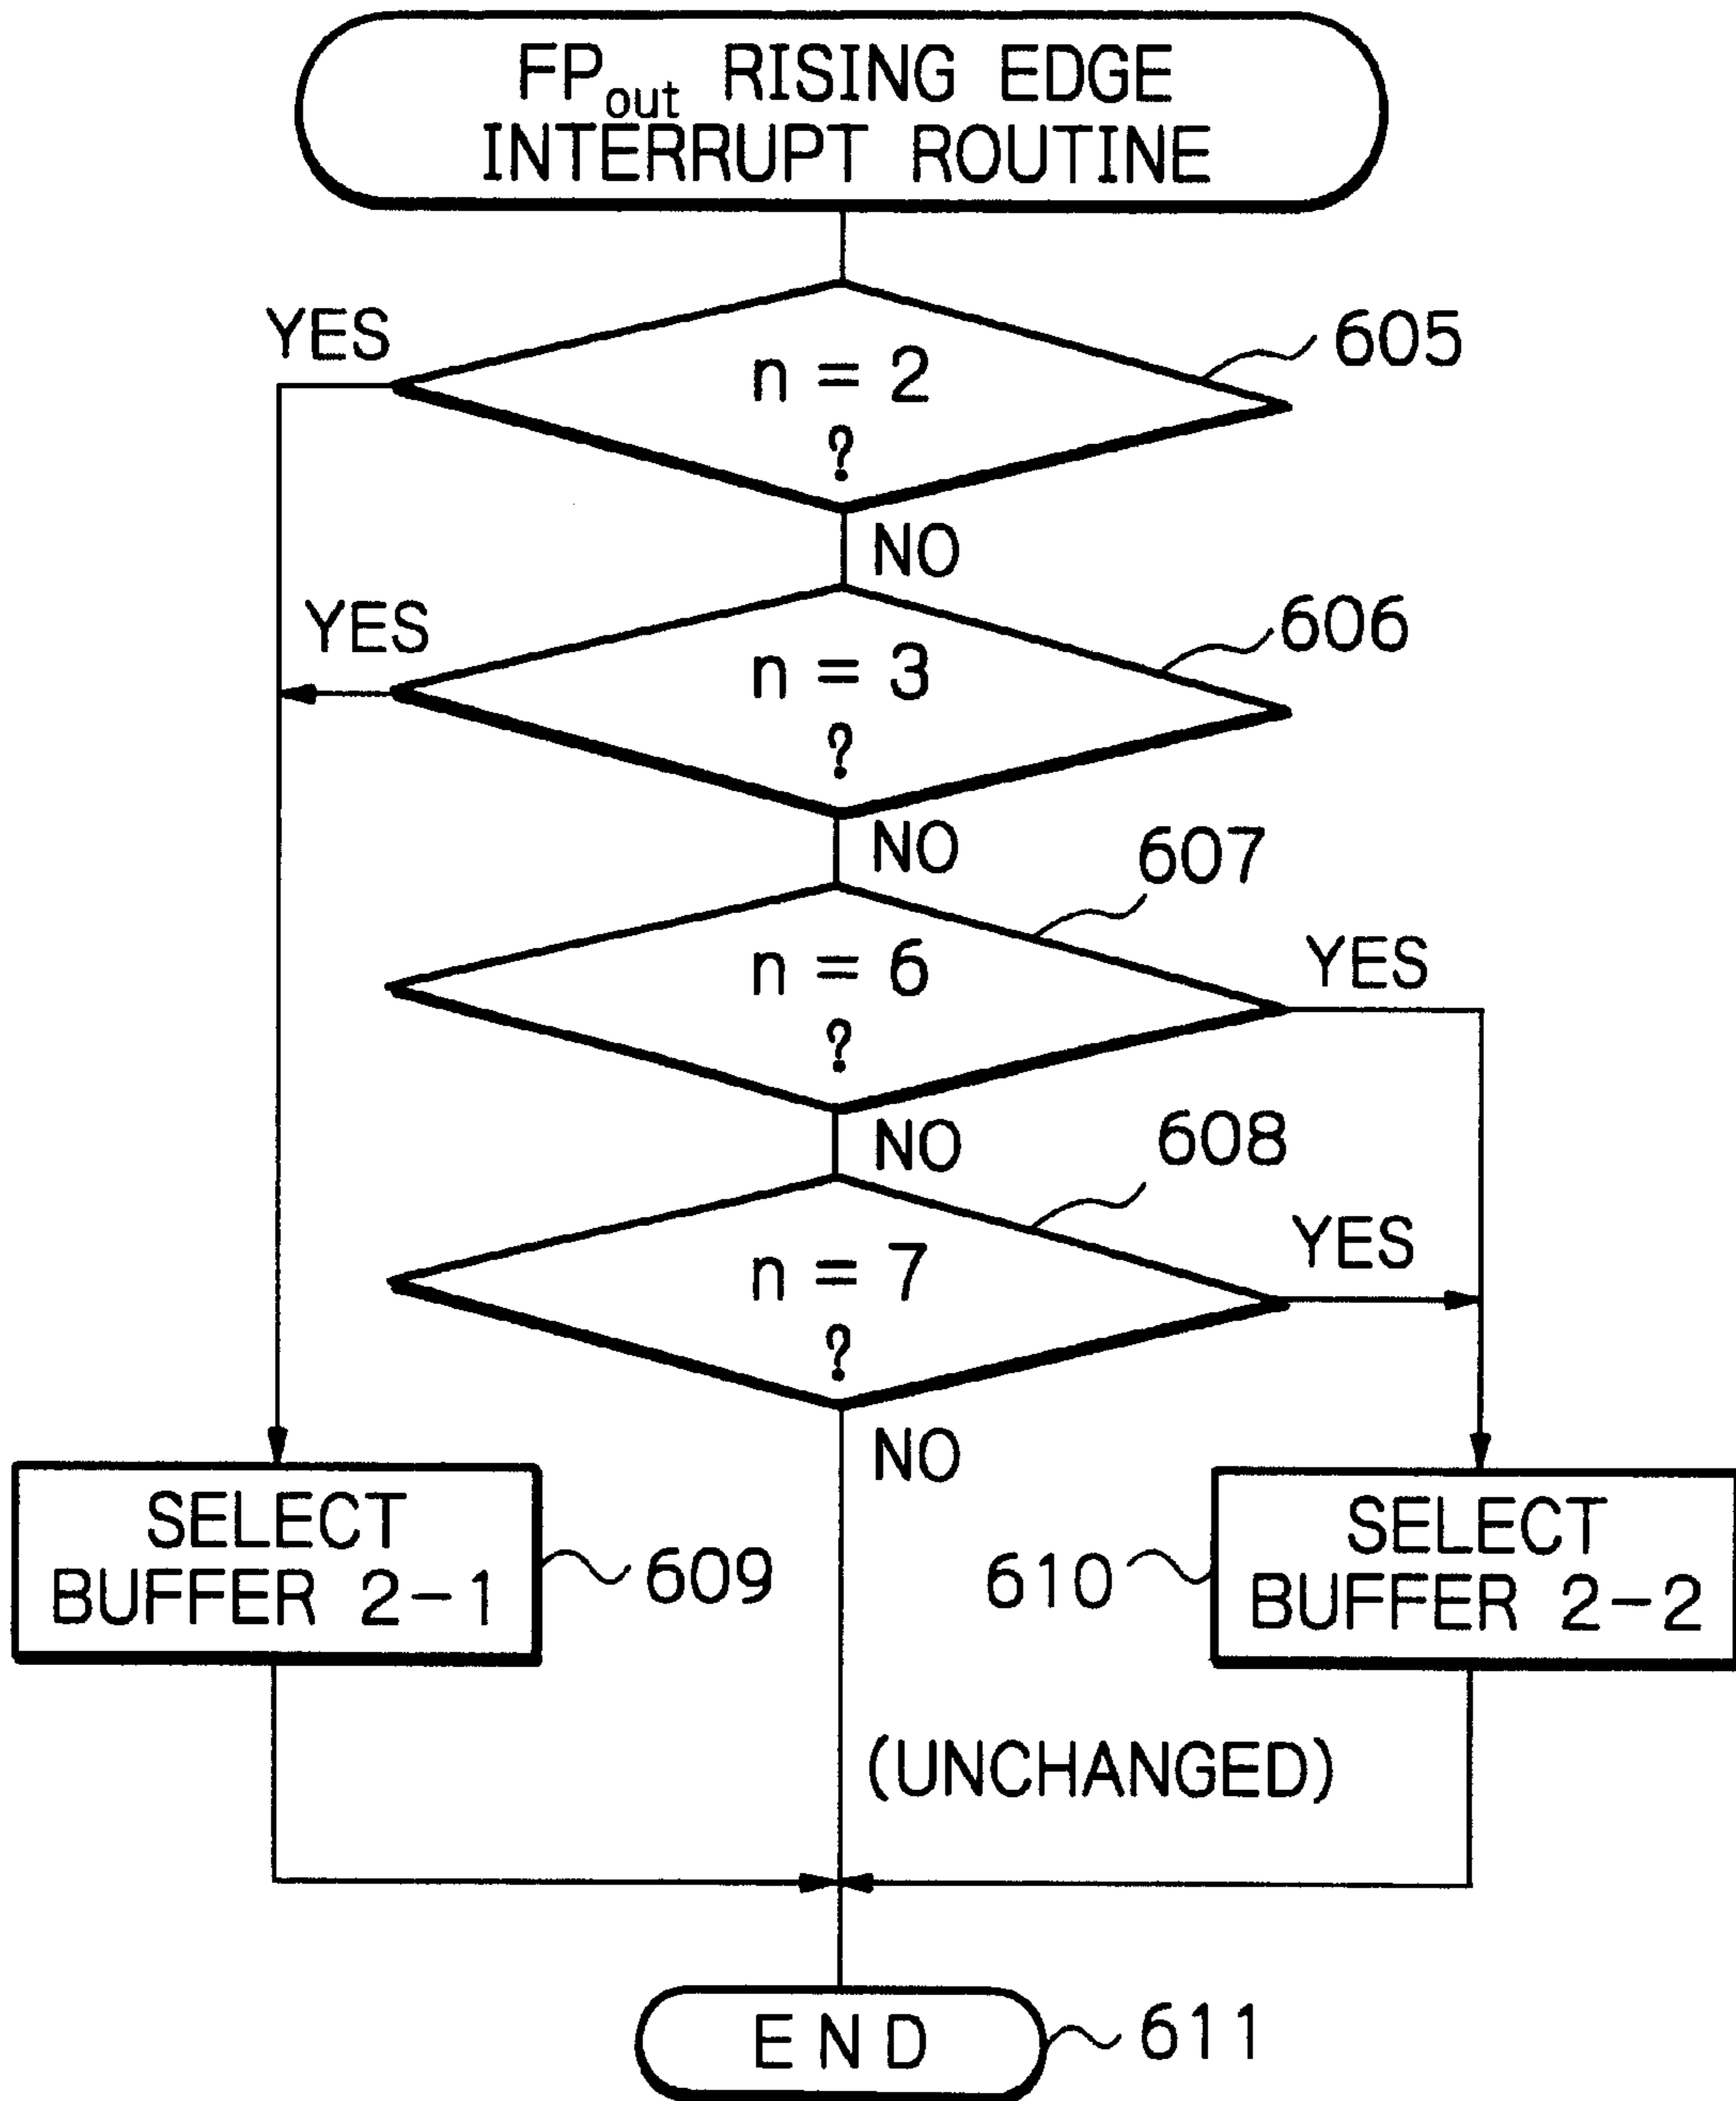 FPout RISING EDGE
INTERRUPT ROUTINE
YES
605
n = 2
?
NO
YES
606
n = 3
?
NO
607
n = 6
YES
?
NO
608
n = 7
YES
?
NO
SELECT
BUFFER 2-1
609
610
SELECT
BUFFER 2-2
(UNCHANGED)
END
611